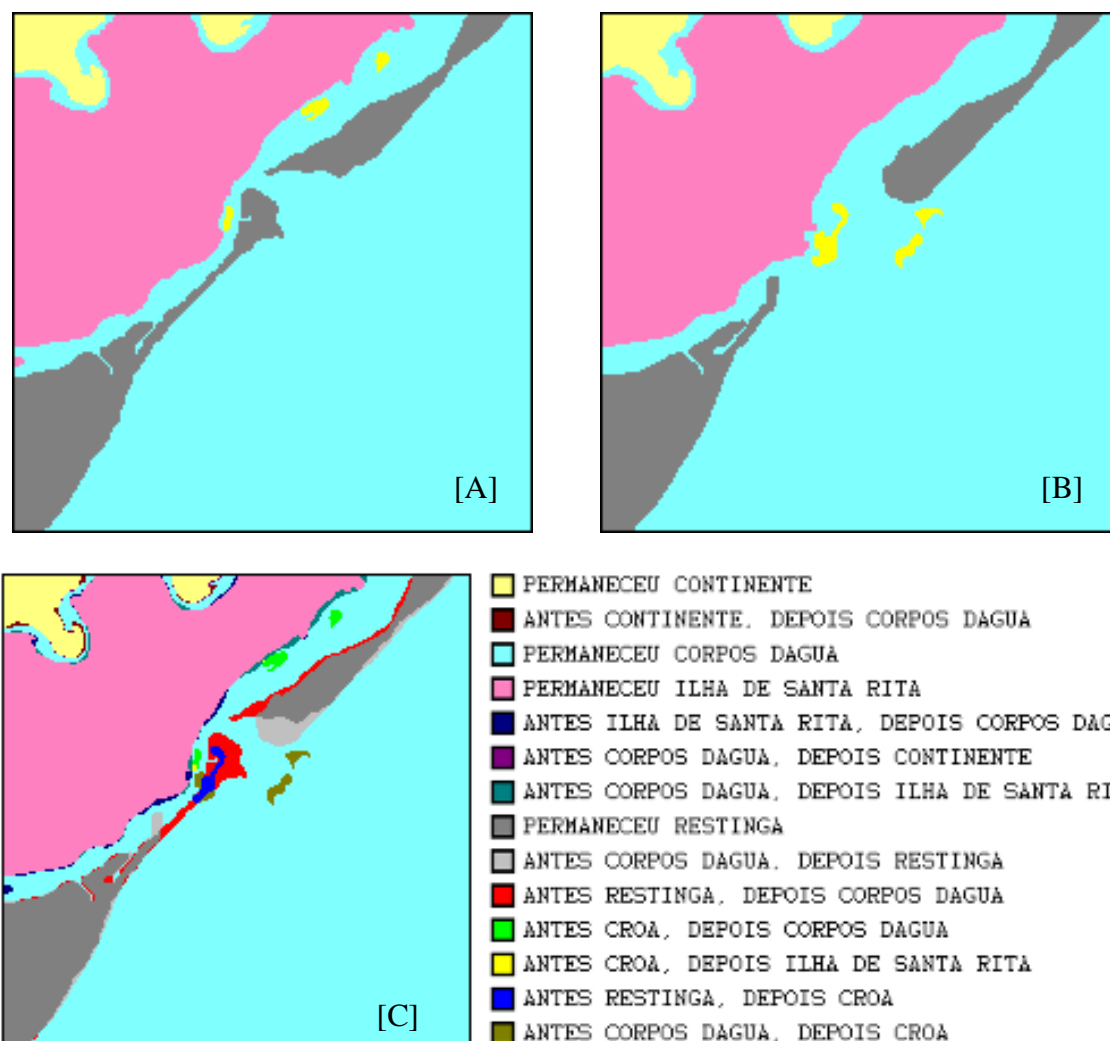 [A]
[B]
[C]
PERMANECEU CONTINENTE
ANTES CONTINENTE, DEPOIS CORPOS DAGUA
PERMANECEU CORPOS DAGUA
PERMANECEU ILHA DE SANTA RITA
ANTES ILHA DE SANTA RITA, DEPOIS CORPOS DAG
ANTES CORPOS DAGUA, DEPOIS CONTINENTE
ANTES CORPOS DAGUA, DEPOIS ILHA DE SANTA RI
PERMANECEU RESTINGA
ANTES CORPOS DAGUA, DEPOIS RESTINGA
ANTES RESTINGA, DEPOIS CORPOS DAGUA
ANTES CROA, DEPOIS CORPOS DAGUA
ANTES CROA, DEPOIS ILHA DE SANTA RITA
ANTES RESTINGA, DEPOIS CROA
ANTES CORPOS DAGUA, DEPOIS CROA